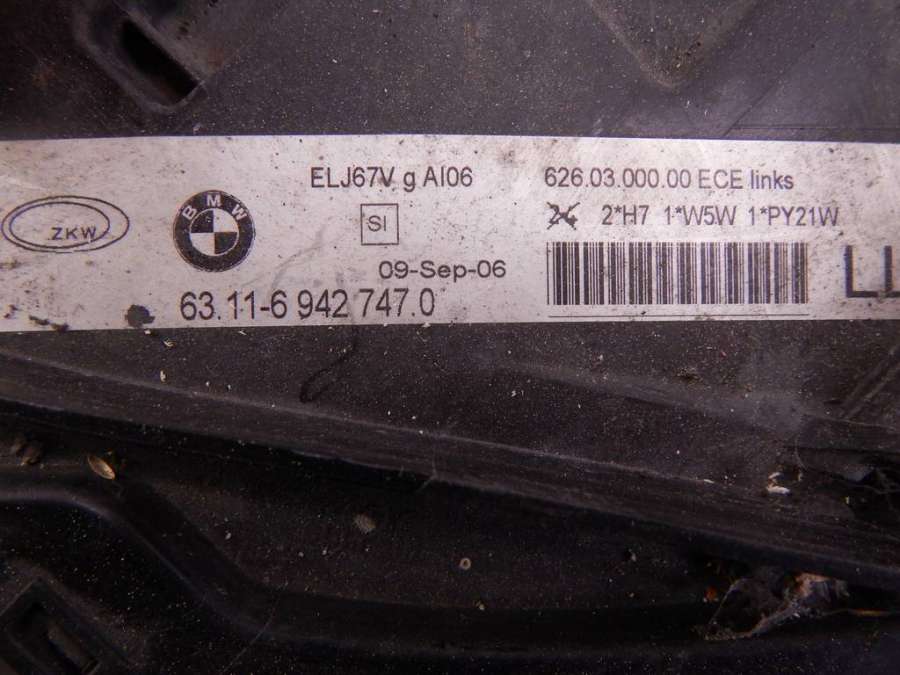 ELJ67V g AI06
626.03.000.00 ECE links
ZKW
BMW
SI
2*H7 1*W5W 1*PY21W
09-Sep-06
63.11-6 942 747.0